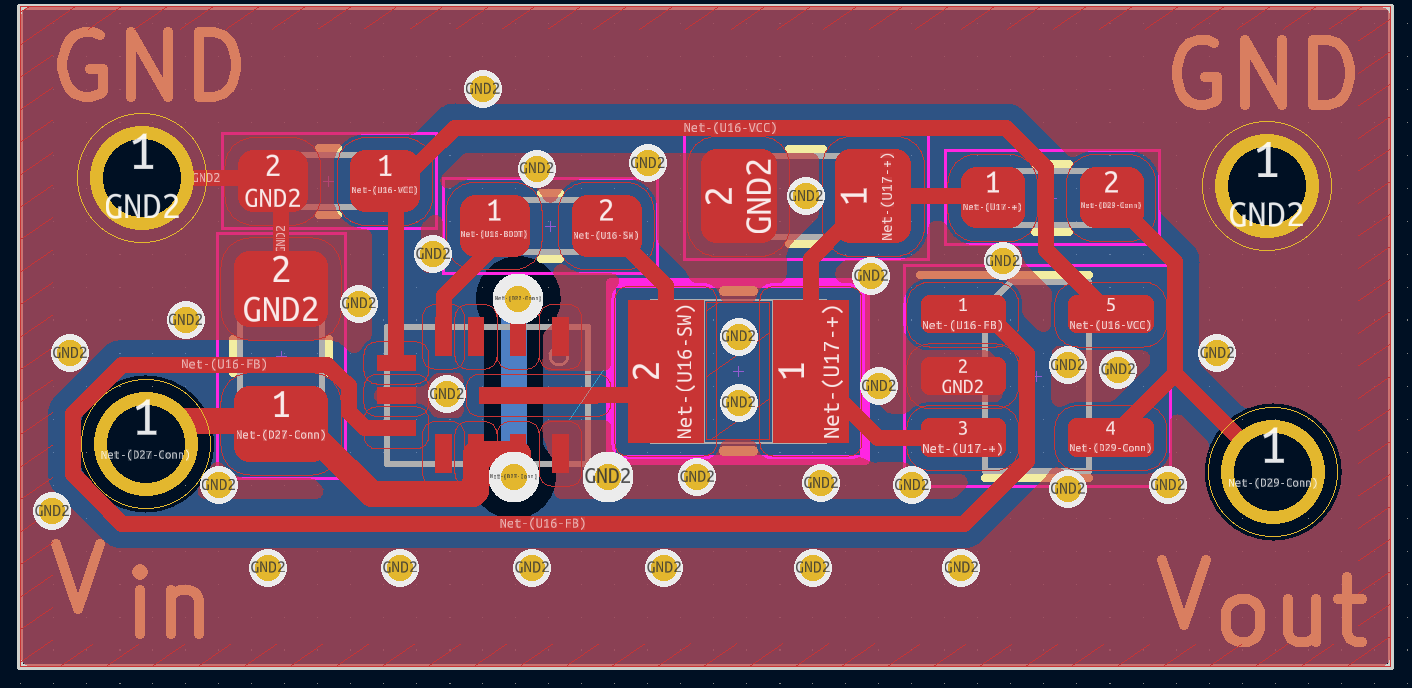 GND
GND
GND2
1
GND2
Net-(U16-VCC)
GND2
GND2
1
GND2
GND2
2
GND2
1
Net-(U16-VCC)
2
GND2
GND2
1
Net-(U17-+)
1
Net-(U17-+)
2
Net-(D29-Conn)
1
GND2
GND2
1
Net-(U16-BOOT)
2
Net-(U16-SW)
GND2
GND2
GND2
2
GND2
GND2
GND2
GND2
1
Net-(U16-FB)
5
Net-(U16-VCC)
GND2
GND2
Net-(U16-FB)
2
Net-(U16-SW)
GND2
GND2
1
Net-(U17-+)
GND2
2
GND2
GND2
GND2
GND2
1
Net-(D27-Conn)
1
Net-(D27-Conn)
3
Net-(U17-+)
4
Net-(D29-Conn)
1
Net-(D29-Conn)
GND2
Net-(D27-Conn)
GND2
GND2
GND2
GND2
GND2
GND2
GND2
Net-(U16-FB)
GND2
GND2
GND2
GND2
GND2
GND2
Vin
Vout